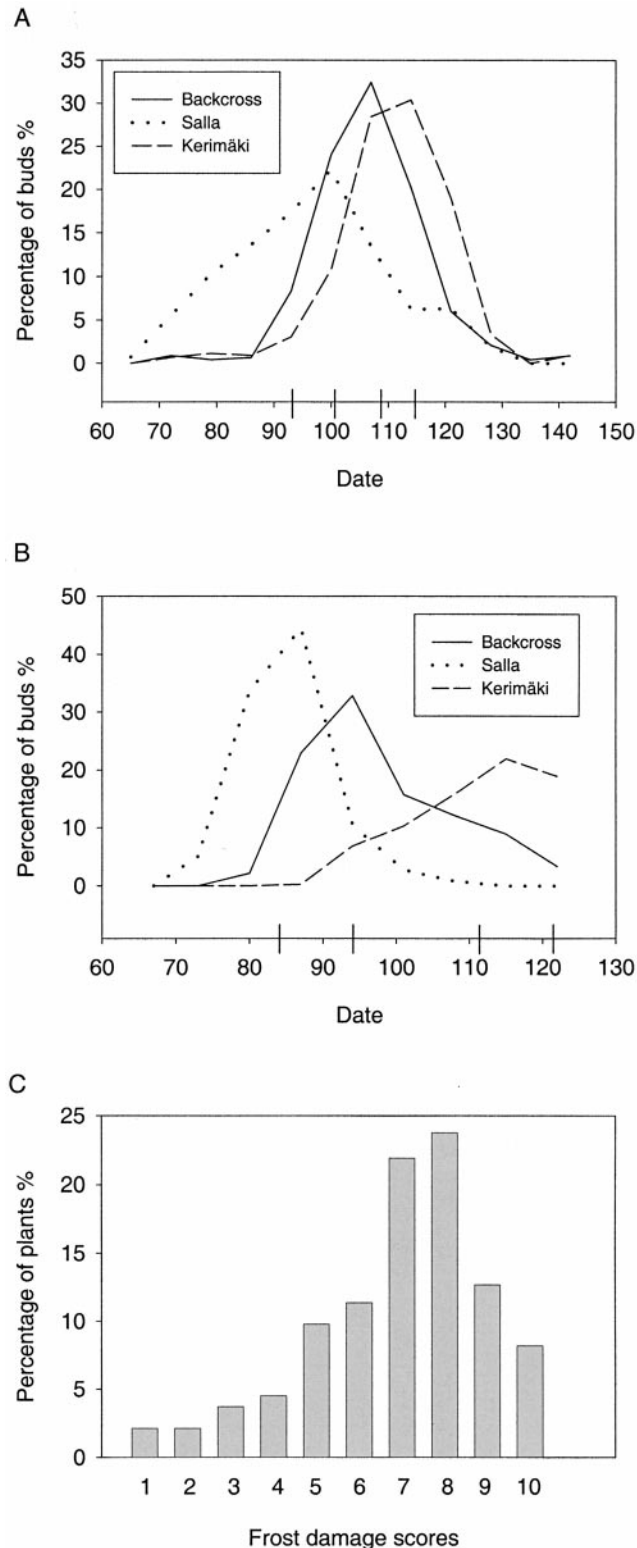 A
Percentage of buds %
35
30
25
20
15
10
5
0
Backcross
Salla
Kerimäki
60 70 80 90 100 110 120 130 140 150
Date
B
Percentage of buds %
50
40
30
20
10
0
Backcross
Salla
Kerimäki
60 70 80 90 100 110 120 130
Date
C
Percentage of plants %
25
20
15
10
5
0
1 2 3 4 5 6 7 8 9 10
Frost damage scores